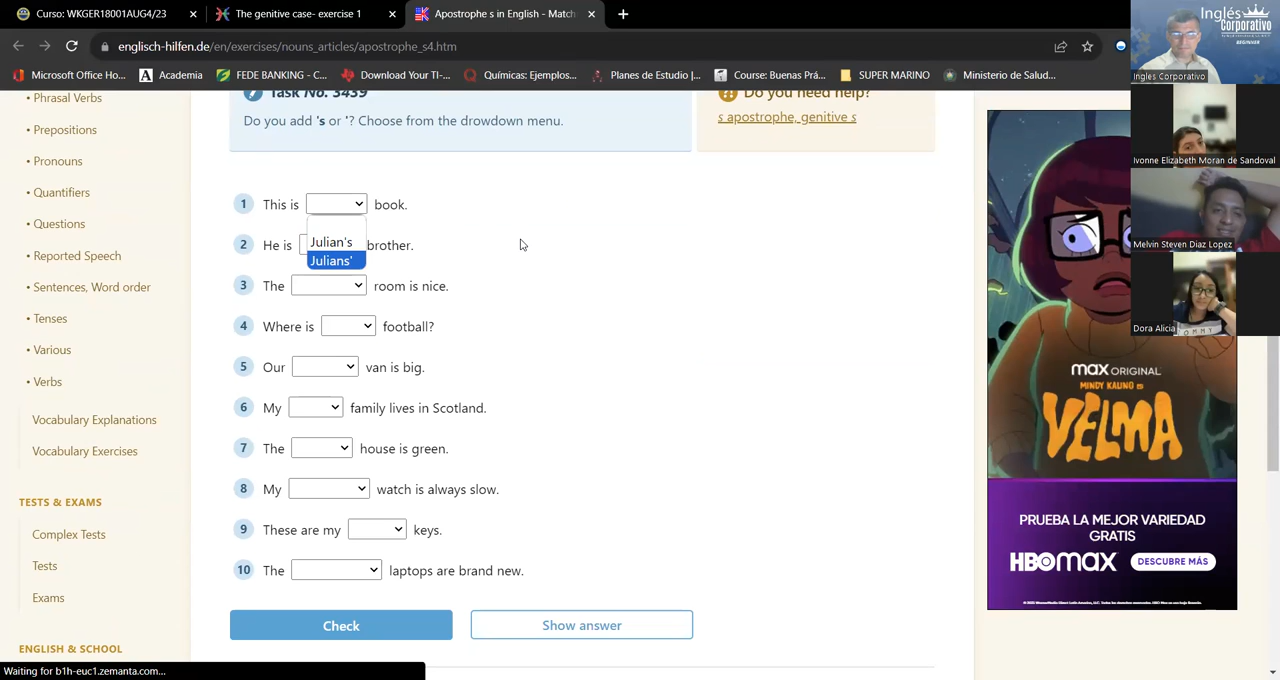 Curso: WKGER18001AUG4/23
The genitive case- exercise 1
Apostrophe s in English - Match
englisch-hilfen.de/en/exercises/nouns_articles/apostrophe_s4.htm
Microsoft Office Ho...
Academia
FEDE BANKING - C...
Download Your TI-...
Químicas: Ejemplos...
Planes de Estudio |...
Course: Buenas Prá...
SUPER MARINO
Ministerio de Salud...
Inglés
Corporativo
BEGINNER
Ingles Corporativo
Ivonne Elizabeth Moran de Sandoval
Melvin Steven Diaz Lopez
Dora Alicia
• Phrasal Verbs
• Prepositions
• Pronouns
• Quantifiers
• Questions
• Reported Speech
• Sentences, Word order
• Tenses
• Various
• Verbs
Vocabulary Explanations
Vocabulary Exercises
TESTS & EXAMS
Complex Tests
Tests
Exams
ENGLISH & SCHOOL
Waiting for b1h-euc1.zemanta.com...
Task No. 3439
Do you add 's or '? Choose from the drowdown menu.
Do you need help?
s apostrophe, genitive s
1 This is book.
Julian's
Julians'
2 He is brother.
3 The room is nice.
4 Where is football?
5 Our van is big.
6 My family lives in Scotland.
7 The house is green.
8 My watch is always slow.
9 These are my keys.
10 The laptops are brand new.
Check
Show answer
max ORIGINAL
MINDY KALING IS
VELMA
PRUEBA LA MEJOR VARIEDAD
GRATIS
HBOMAX
DESCUBRE MÁS